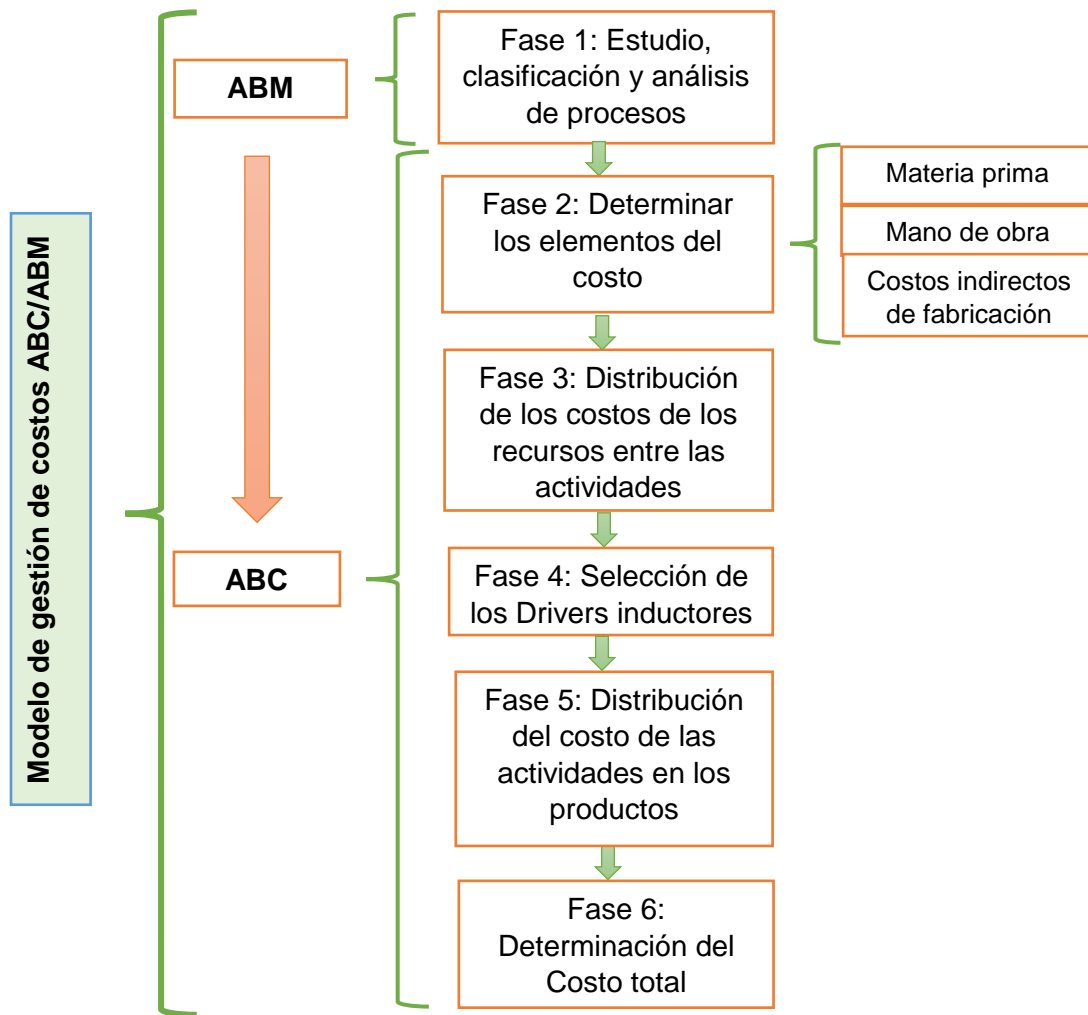 Modelo de gestión de costos ABC/ABM
ABM
ABC
Fase 1: Estudio,
clasificación y análisis
de procesos
Fase 2: Determinar
los elementos del
costo
Materia prima
Mano de obra
Costos indirectos
de fabricación
Fase 3: Distribución
de los costos de los
recursos entre las
actividades
Fase 4: Selección de
los Drivers inductores
Fase 5: Distribución
del costo de las
actividades en los
productos
Fase 6:
Determinación del
Costo total